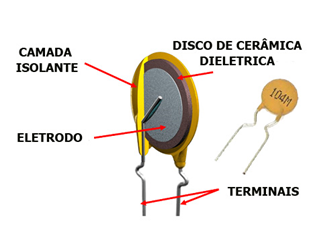 CAMADA
ISOLANTE
DISCO DE CERÂMICA
DIELETRICA
104M
ELETRODO
TERMINAIS